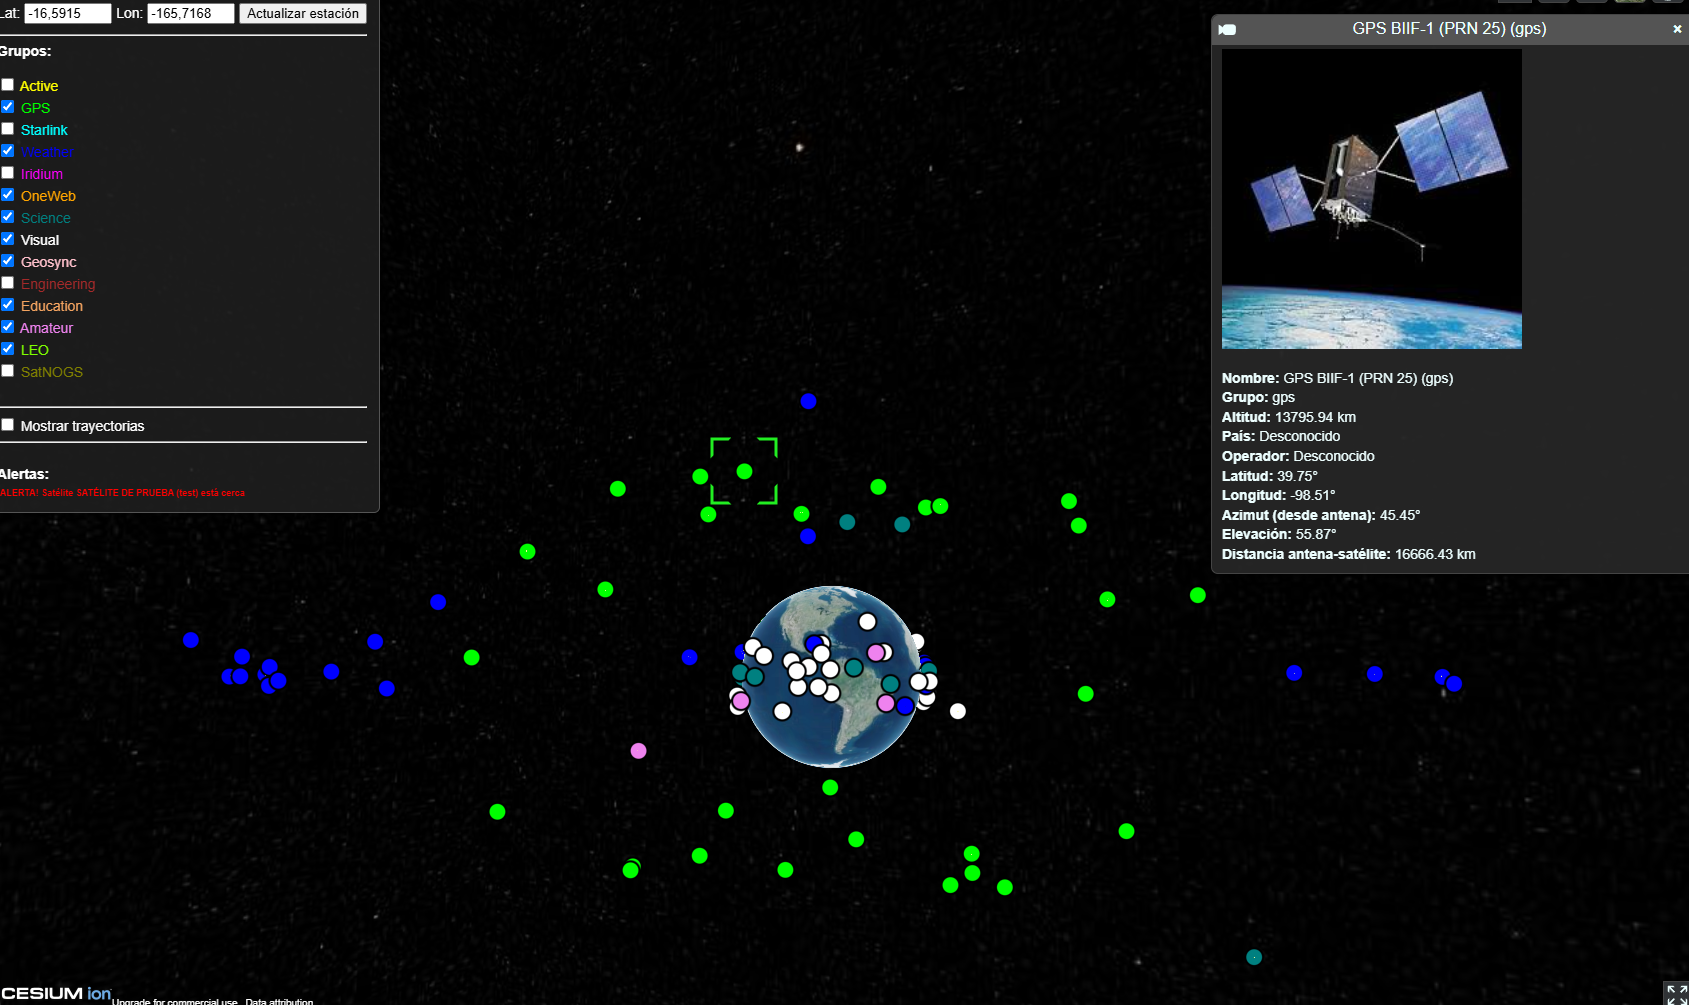 Lat: -16,5915 Lon: -165,7168 Actualizar estación
Grupos:
Active
GPS
Starlink
Weather
Iridium
OneWeb
Science
Visual
Geosync
Engineering
Education
Amateur
LEO
SatNOGS
Mostrar trayectorias
Alertas:
ALERTA! Satélite SATÉLITE DE PRUEBA (test) está cerca
GPS BIIF-1 (PRN 25) (gps)
Nombre: GPS BIIF-1 (PRN 25) (gps)
Grupo: gps
Altitud: 13795.94 km
País: Desconocido
Operador: Desconocido
Latitud: 39.75°
Longitud: -98.51°
Azimut (desde antena): 45.45°
Elevación: 55.87°
Distancia antena-satélite: 16666.43 km
CESIUM ion
Upgrade for commercial use. Data attribution